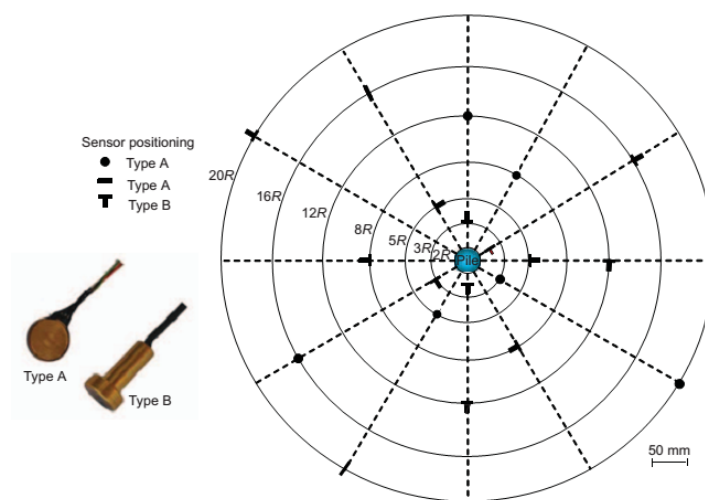 Sensor positioning
Type A
Type A
Type B
20R
16R
12R
8R
5R
3R
2R
Pile
Type A
Type B
50 mm